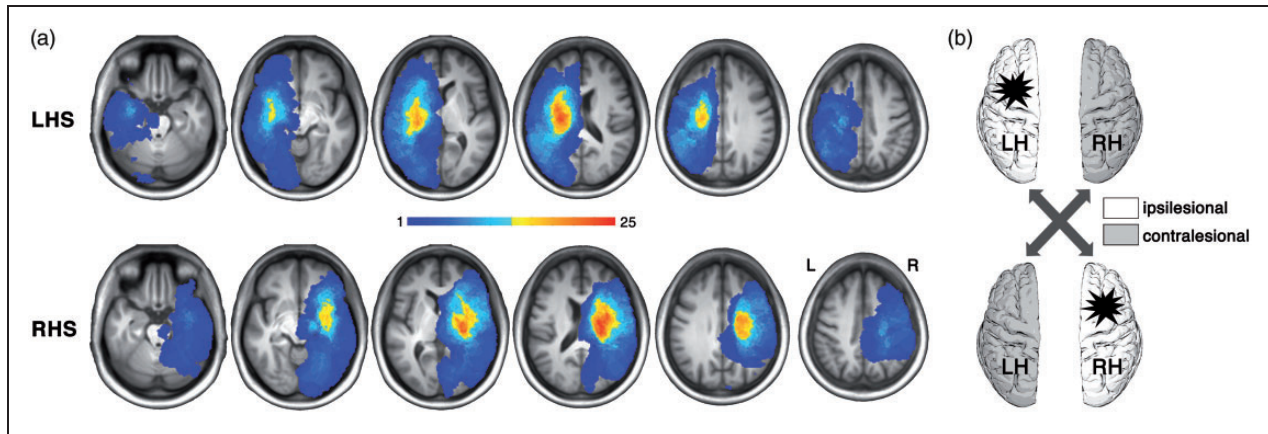 (a)
LHS
1 25
RHS
L R
(b)
LH RH
ipsilesional
contralesional
LH RH